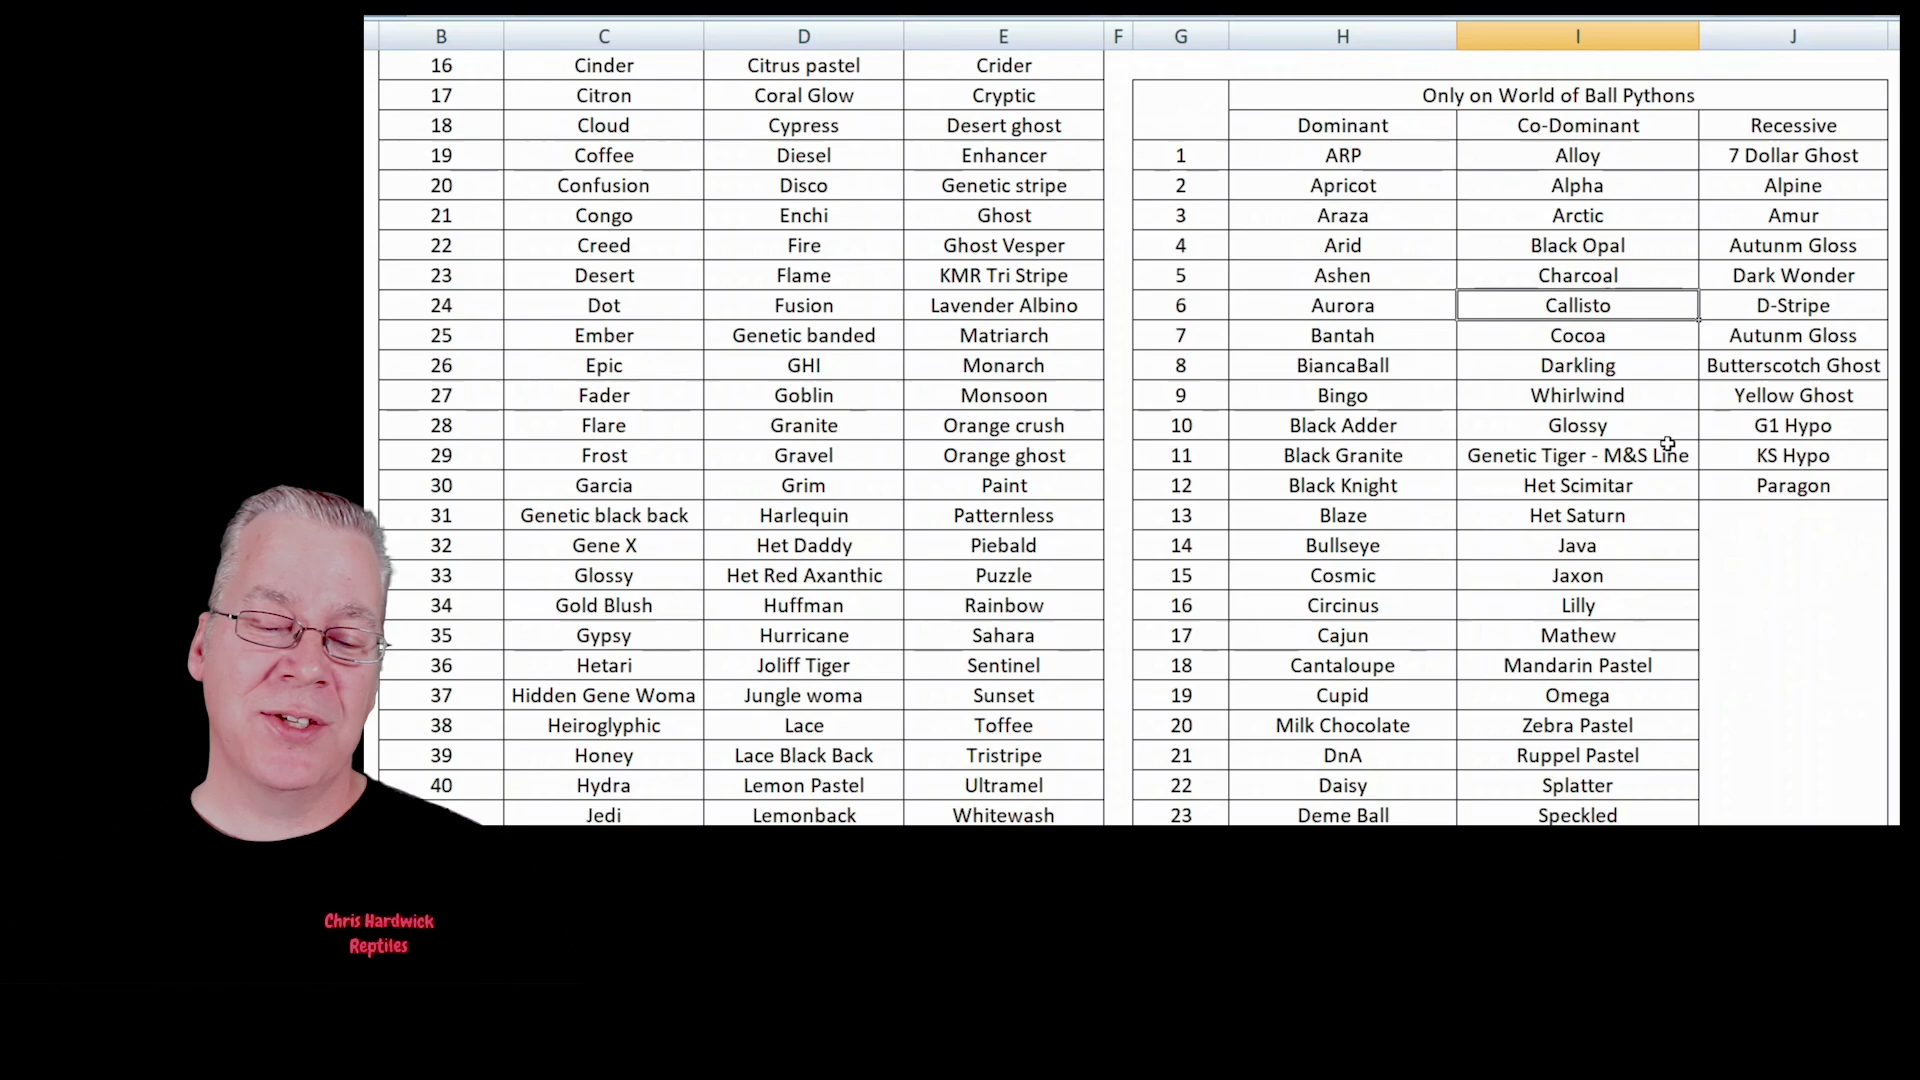 B C D E F G H I J
16 Cinder Citrus pastel Crider
17 Citron Coral Glow Cryptic Only on World of Ball Pythons
18 Cloud Cypress Desert ghost Dominant Co-Dominant Recessive
19 Coffee Diesel Enhancer 1 ARP Alloy 7 Dollar Ghost
20 Confusion Disco Genetic stripe 2 Apricot Alpha Alpine
21 Congo Enchi Ghost 3 Araza Arctic Amur
22 Creed Fire Ghost Vesper 4 Arid Black Opal Autunm Gloss
23 Desert Flame KMR Tri Stripe 5 Ashen Charcoal Dark Wonder
24 Dot Fusion Lavender Albino 6 Aurora Callisto D-Stripe
25 Ember Genetic banded Matriarch 7 Bantah Cocoa Autunm Gloss
26 Epic GHI Monarch 8 BiancaBall Darkling Butterscotch Ghost
27 Fader Goblin Monsoon 9 Bingo Whirlwind Yellow Ghost
28 Flare Granite Orange crush 10 Black Adder Glossy G1 Hypo
29 Frost Gravel Orange ghost 11 Black Granite Genetic Tiger - M&S Line KS Hypo
30 Garcia Grim Paint 12 Black Knight Het Scimitar Paragon
31 Genetic black back Harlequin Patternless 13 Blaze Het Saturn
32 Gene X Het Daddy Piebald 14 Bullseye Java
33 Glossy Het Red Axanthic Puzzle 15 Cosmic Jaxon
34 Gold Blush Huffman Rainbow 16 Circinus Lilly
35 Gypsy Hurricane Sahara 17 Cajun Mathew
36 Hetari Joliff Tiger Sentinel 18 Cantaloupe Mandarin Pastel
37 Hidden Gene Woma Jungle woma Sunset 19 Cupid Omega
38 Heiroglyphic Lace Toffee 20 Milk Chocolate Zebra Pastel
39 Honey Lace Black Back Tristripe 21 DnA Ruppel Pastel
40 Hydra Lemon Pastel Ultramel 22 Daisy Splatter
Jedi Lemonback Whitewash 23 Deme Ball Speckled
Chris Hardwick
Reptiles